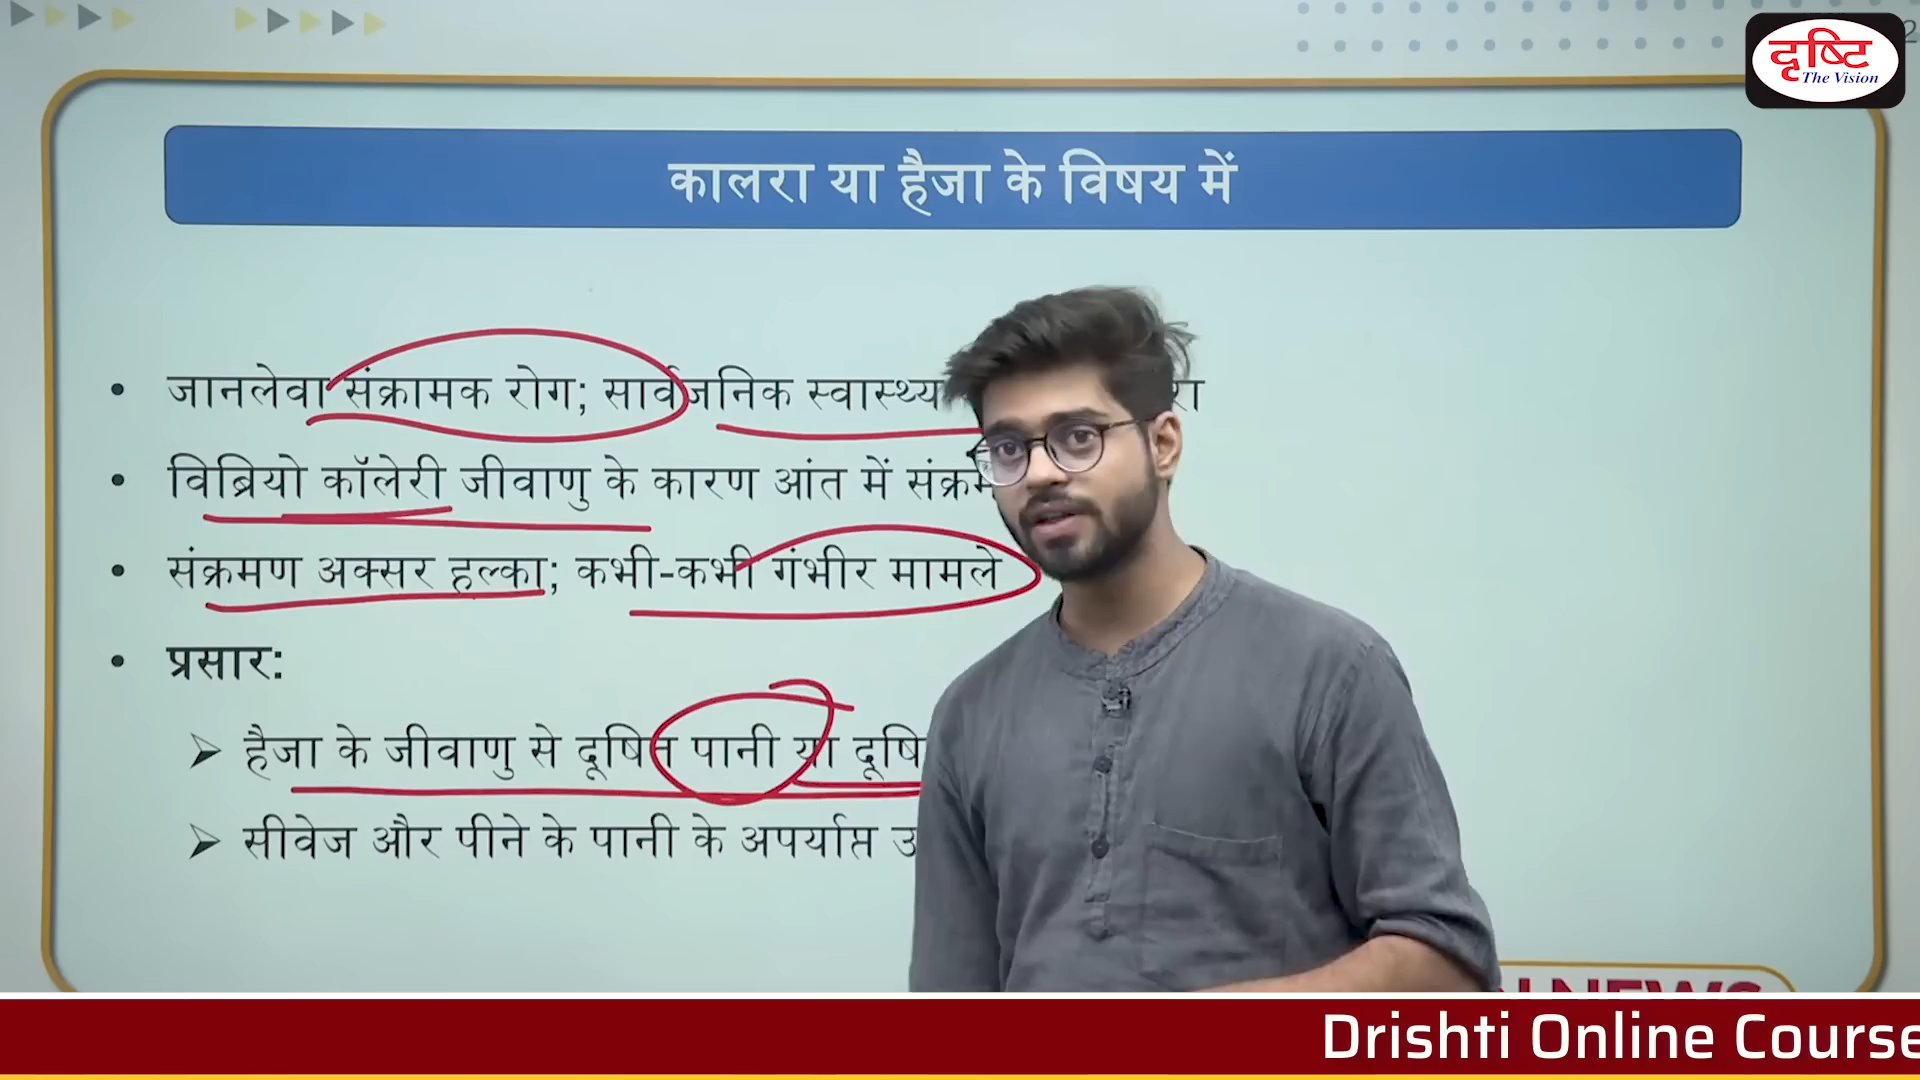 दृष्टि
The Vision
कालरा या हैजा के विषय में
• जानलेवा संक्रामक रोग; सार्वजनिक स्वास्थ्य
• विब्रियो कॉलेरी जीवाणु के कारण आंत में
• संक्रमण अक्सर हल्का; कभी-कभी गंभीर मामले
• प्रसार:
➢ हैजा के जीवाणु से दूषित पानी या
➢ सीवेज और पीने के पानी के अपर्याप्त
NEWS
Drishti Online Course